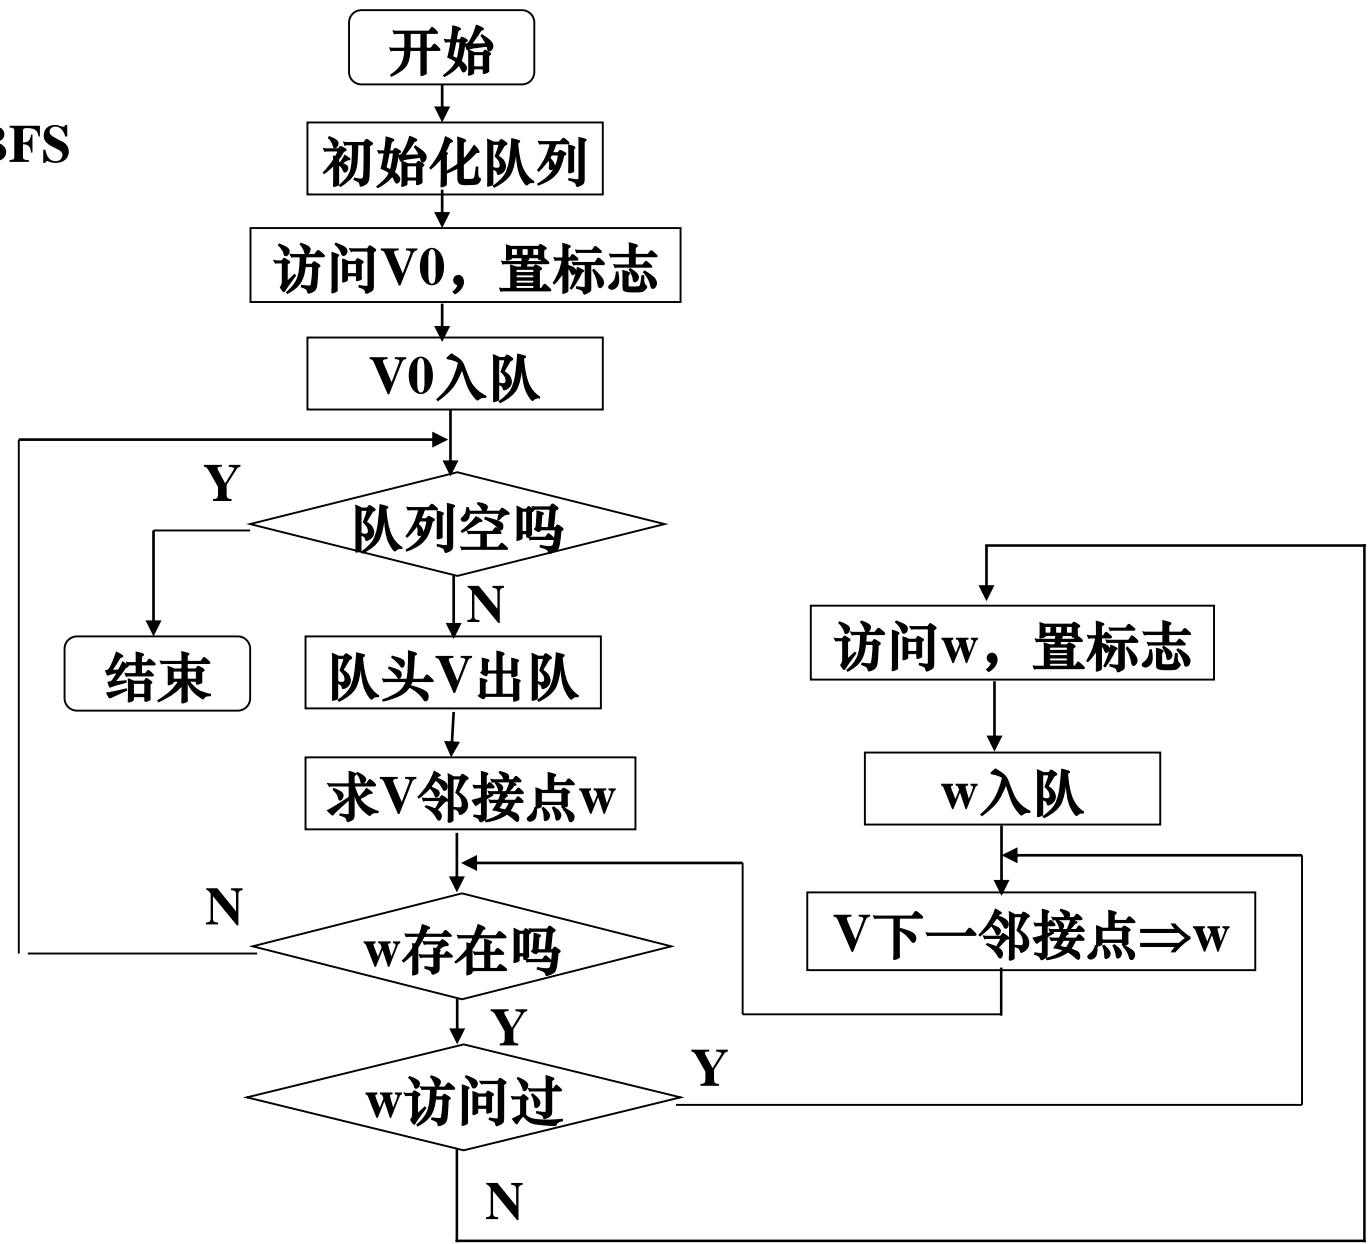 开始
BFS
初始化队列
访问V0，置标志
V0入队
Y
队列空吗
N
结束
队头V出队
访问w，置标志
求V邻接点w
w入队
N
w存在吗
V下一邻接点⇒w
Y
Y
w访问过
N